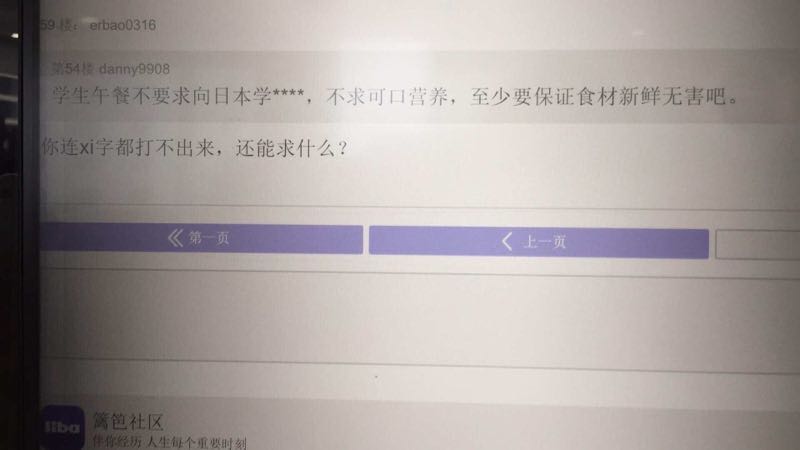 59 楼： erbao0316
第54楼 danny9908
学生午餐不要求向日本学****，不求可口营养，至少要保证食材新鲜无害吧。
你连xi字都打不出来，还能求什么？
第一页
上一页
liba
篱笆社区
伴你经历 人生每个重要时刻